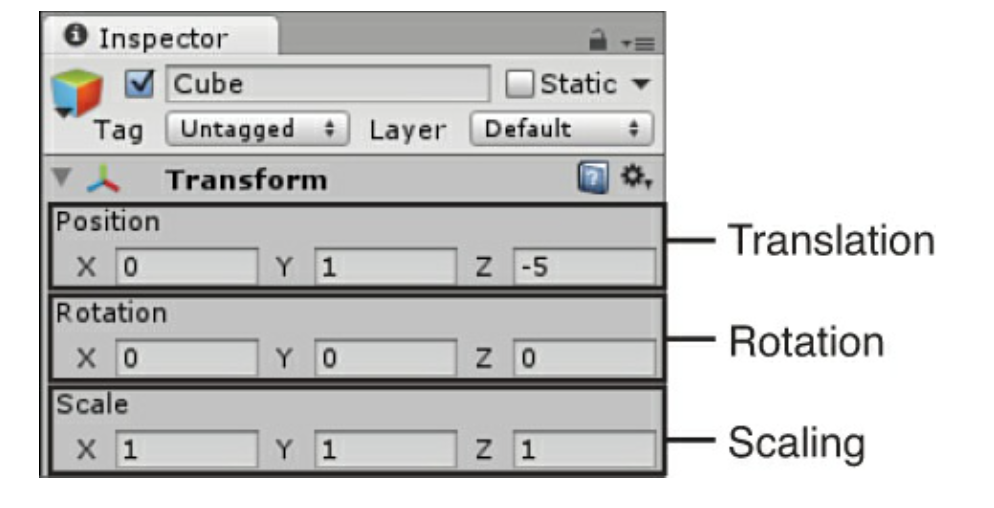 Inspector
Cube Static
Tag Untagged Layer Default
Transform
Position
X 0 Y 1 Z -5
Translation
Rotation
X 0 Y 0 Z 0
Rotation
Scale
X 1 Y 1 Z 1
Scaling